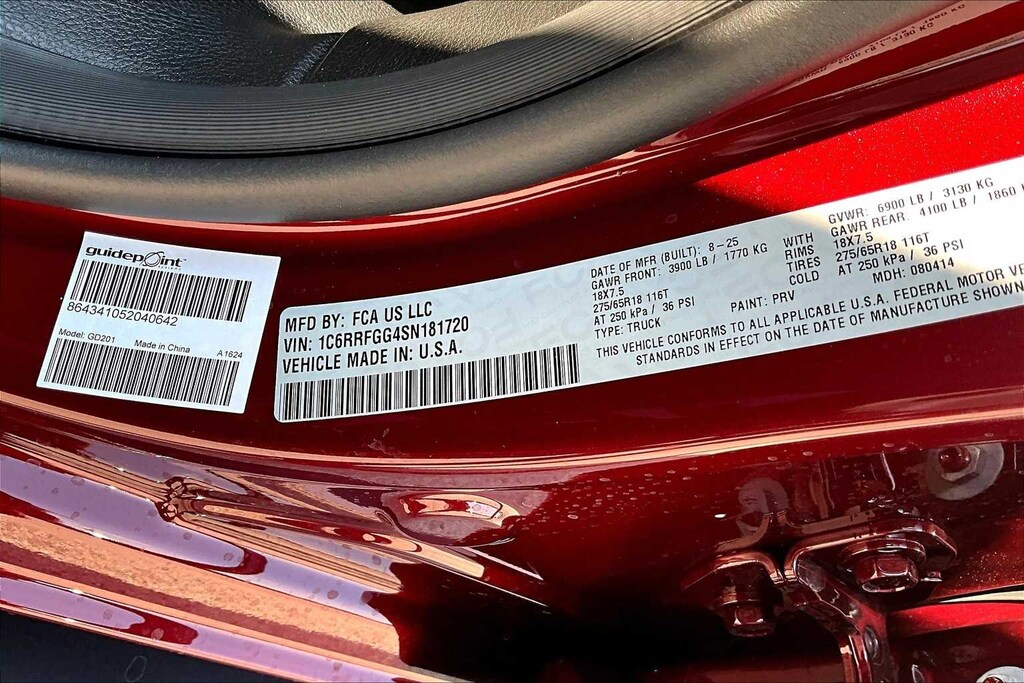 guidepoint
SYSTEMS
864341052040642
Model: GD201 Made in China A1624
MFD BY: FCA US LLC
VIN: 1C6RRFGG4SN181720
VEHICLE MADE IN: U.S.A.
DATE OF MFR (BUILT): 8-25
GAWR FRONT: 3900 LB / 1770 KG WITH
18X7.5 RIMS
275/65R18 116T TIRES
AT 250 kPa / 36 PSI COLD
TYPE: TRUCK PAINT: PRV
GVWR: 6900 LB / 3130 KG
GAWR REAR: 4100 LB / 1860
18X7.5
275/65R18 116T
AT 250 kPa / 36 PSI
MDH: 080414
THIS VEHICLE CONFORMS TO ALL APPLICABLE U.S.A. FEDERAL MOTOR
STANDARDS IN EFFECT ON THE DATE OF MANUFACTURE SHOWN